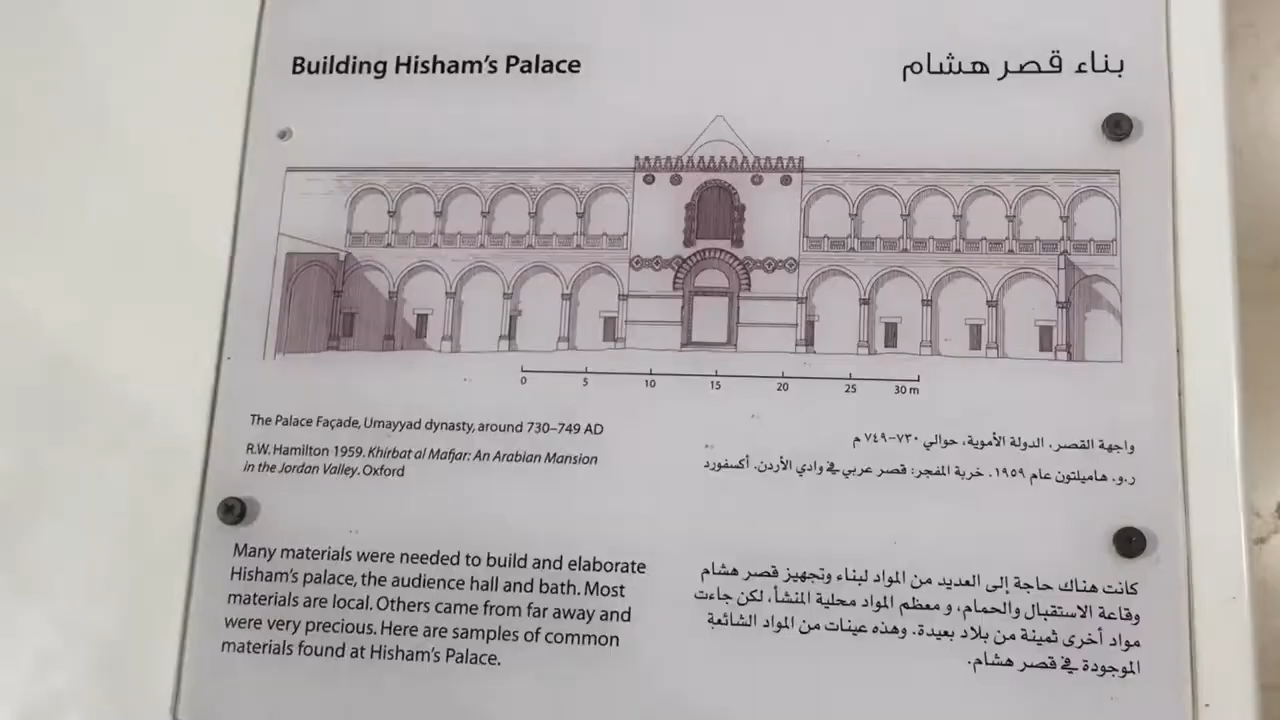 Building Hisham's Palace
بناء قصر هشام
0 5 10 15 20 25 30 m
The Palace Façade, Umayyad dynasty, around 730–749 AD
R.W. Hamilton 1959. Khirbat al Mafjar: An Arabian Mansion
in the Jordan Valley. Oxford
واجهة القصر، الدولة الأموية، حوالي ٧٣٠-٧٤٩ م
ر.و. هاميلتون عام ١٩٥٩. خربة المفجر: قصر عربي في وادي الأردن. أكسفورد
Many materials were needed to build and elaborate
Hisham's palace, the audience hall and bath. Most
materials are local. Others came from far away and
were very precious. Here are samples of common
materials found at Hisham's Palace.
كانت هناك حاجة إلى العديد من المواد لبناء وتجهيز قصر هشام
وقاعة الاستقبال والحمام، و معظم المواد محلية المنشأ، لكن جاءت
مواد أخرى ثمينة من بلاد بعيدة. وهذه عينات من المواد الشائعة
الموجودة في قصر هشام.